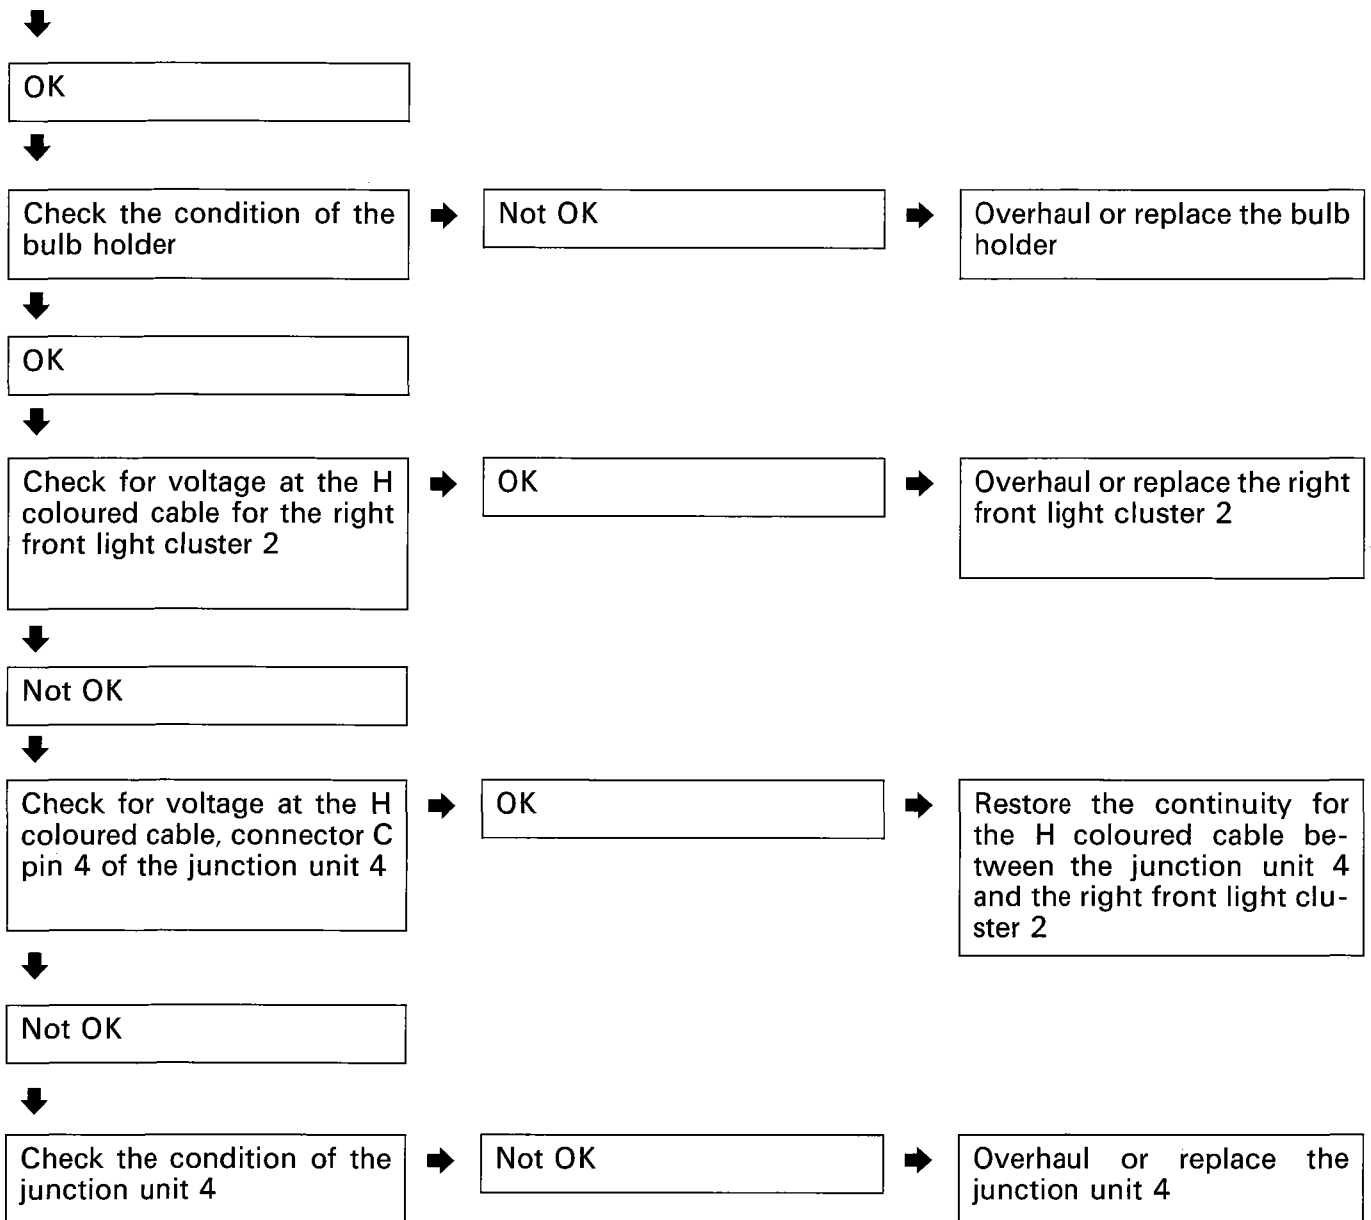 OK
Check the condition of the
bulb holder
Not OK
Overhaul or replace the bulb
holder
OK
Check for voltage at the H
coloured cable for the right
front light cluster 2
OK
Overhaul or replace the right
front light cluster 2
Not OK
Check for voltage at the H
coloured cable, connector C
pin 4 of the junction unit 4
OK
Restore the continuity for
the H coloured cable be-
tween the junction unit 4
and the right front light clu-
ster 2
Not OK
Check the condition of the
junction unit 4
Not OK
Overhaul or replace the
junction unit 4